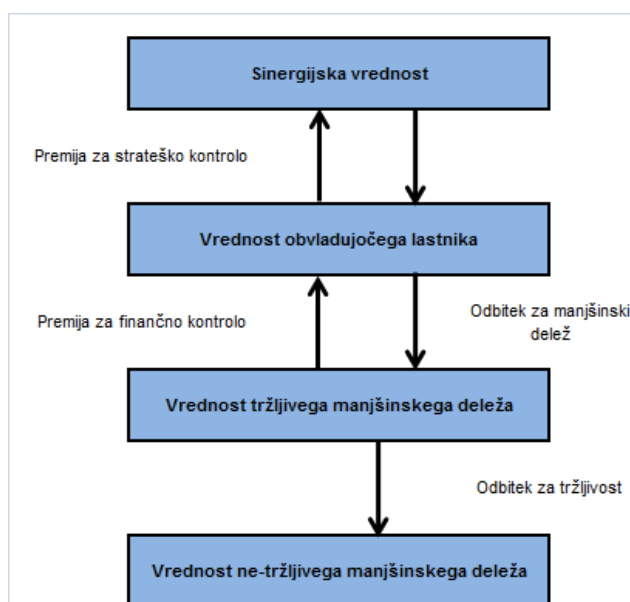 Sinergijska vrednost
Premija za strateško kontrolo
Vrednost obvladujočega lastnika
Premija za finančno kontrolo
Odbitek za manjšinski
delež
Vrednost tržljivega manjšinskega deleža
Odbitek za tržljivost
Vrednost ne-tržljivega manjšinskega deleža